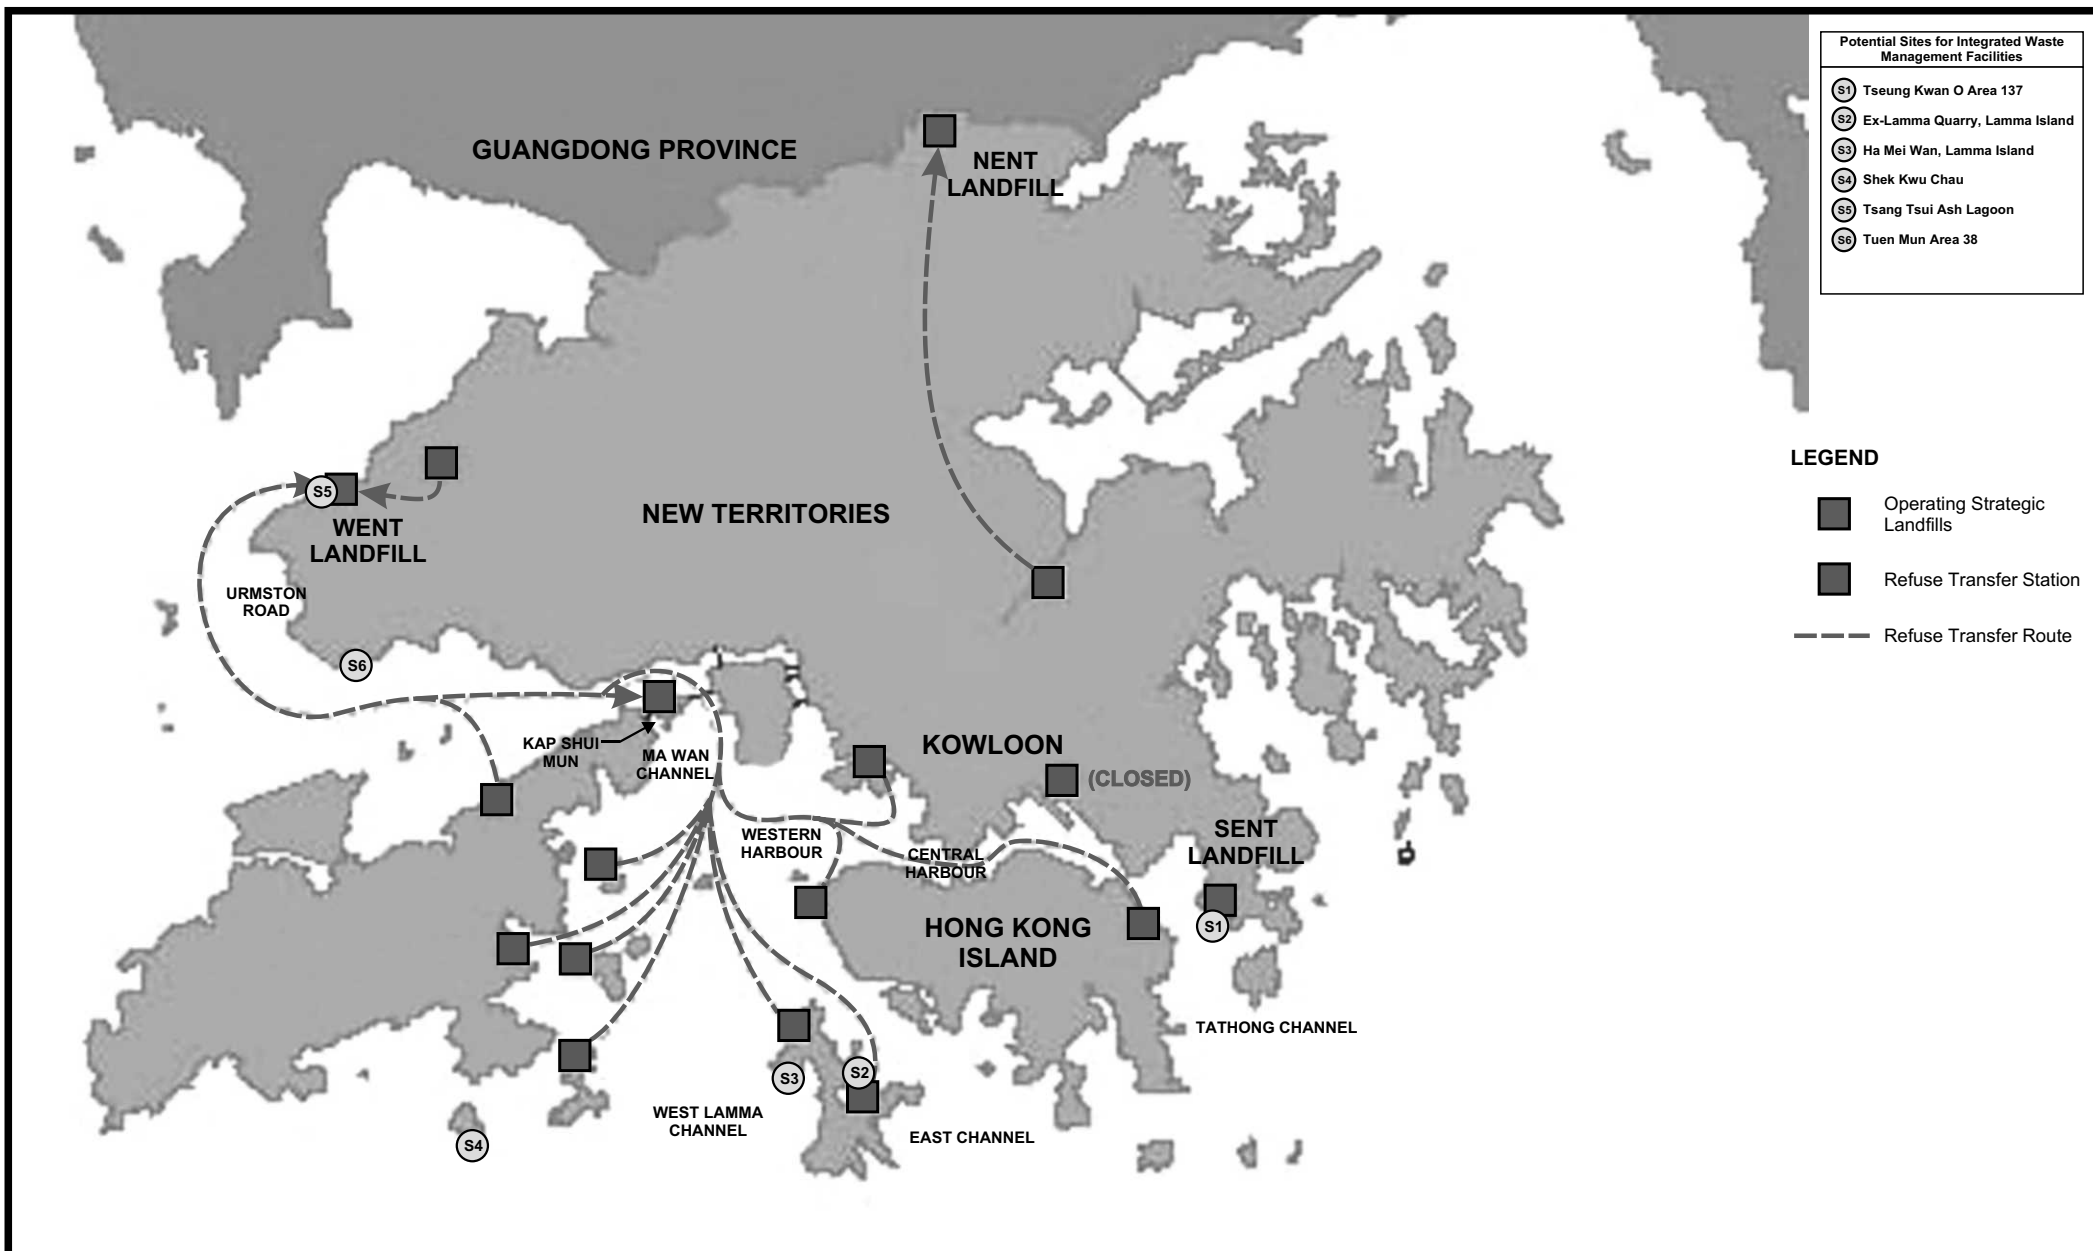 Potential Sites for Integrated Waste
Management Facilities
S1 Tseung Kwan O Area 137
S2 Ex-Lamma Quarry, Lamma Island
S3 Ha Mei Wan, Lamma Island
S4 Shek Kwu Chau
S5 Tsang Tsui Ash Lagoon
S6 Tuen Mun Area 38
GUANGDONG PROVINCE
NENT
LANDFILL
LEGEND
Operating Strategic
Landfills
Refuse Transfer Station
Refuse Transfer Route
S5
WENT
LANDFILL
NEW TERRITORIES
URMSTON
ROAD
S6
KAP SHUI
MUN
MA WAN
CHANNEL
KOWLOON
(CLOSED)
WESTERN
HARBOUR
CENTRAL
HARBOUR
SENT
LANDFILL
S1
HONG KONG
ISLAND
TATHONG CHANNEL
S3
S2
S4
WEST LAMMA
CHANNEL
EAST CHANNEL